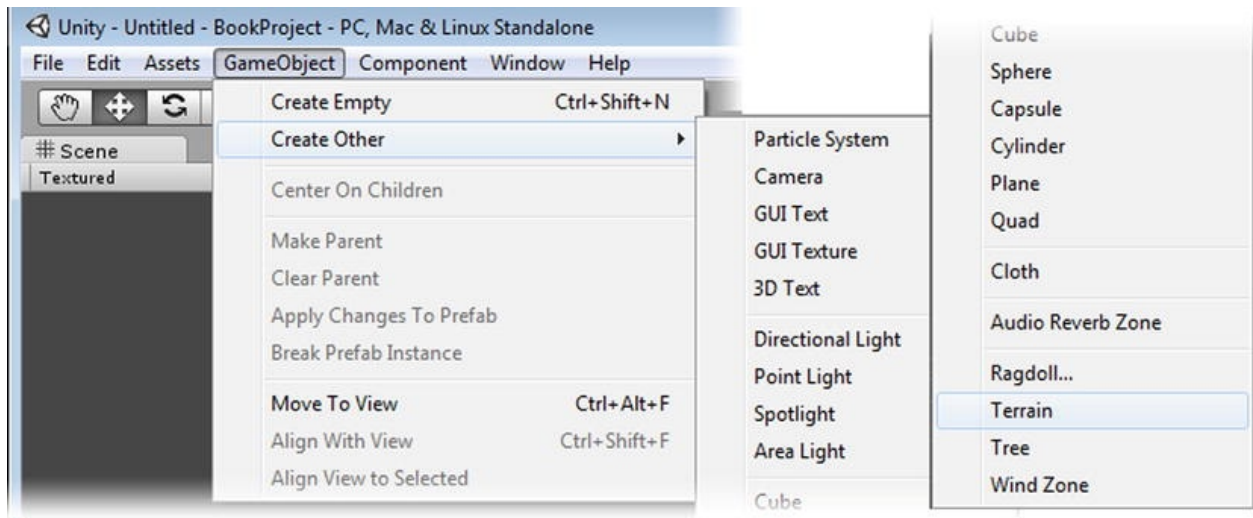 Unity - Untitled - BookProject - PC, Mac & Linux Standalone
File Edit Assets GameObject Component Window Help
# Scene
Textured
Create Empty Ctrl+Shift+N
Create Other
Center On Children
Make Parent
Clear Parent
Apply Changes To Prefab
Break Prefab Instance
Move To View Ctrl+Alt+F
Align With View Ctrl+Shift+F
Align View to Selected
Particle System
Camera
GUI Text
GUI Texture
3D Text
Directional Light
Point Light
Spotlight
Area Light
Cube
Cube
Sphere
Capsule
Cylinder
Plane
Quad
Cloth
Audio Reverb Zone
Ragdoll...
Terrain
Tree
Wind Zone